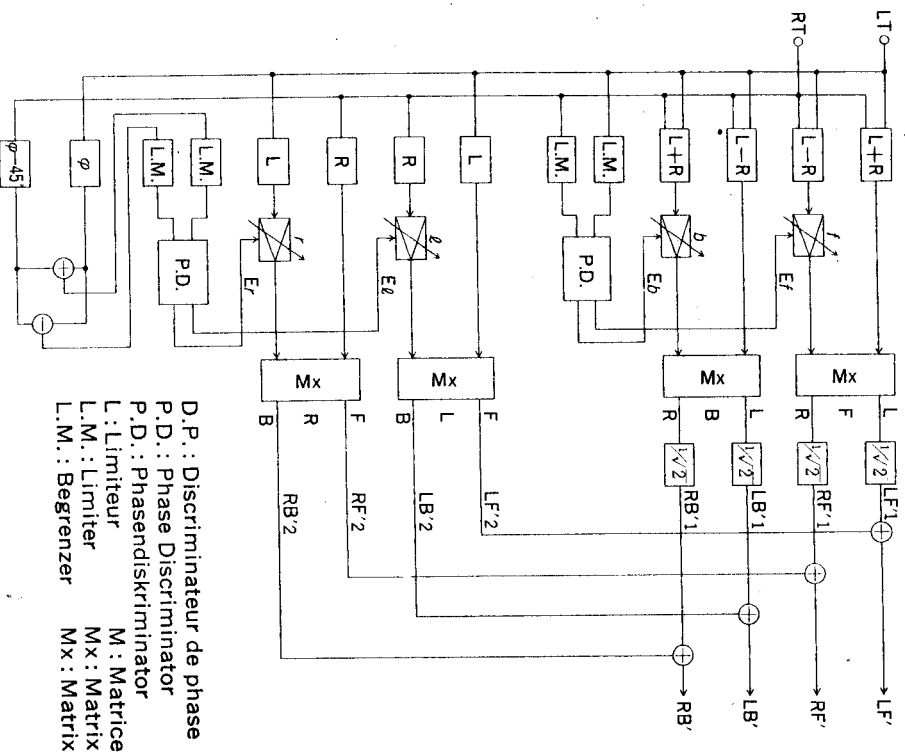 LT
RT
L+R
L−R
L−R
L+R
L.M.
L.M.
L
R
R
L
L.M.
L.M.
φ
φ−45°
f
b
ℓ
r
Ef
Eb
Eℓ
Er
P.D.
P.D.
+
−
Mx
L
F
R
Mx
L
B
R
Mx
F
L
B
Mx
F
R
B
1/√2
1/√2
1/√2
1/√2
LF'1
RF'1
LB'1
RB'1
LF'2
LB'2
RF'2
RB'2
+
+
+
+
LF'
RF'
LB'
RB'
D.P. : Discriminateur de phase
P.D. : Phase Discriminator
P.D. : Phasendiskriminator
L : Limiteur M : Matrice
L.M. : Limiter Mx : Matrix
L.M. : Begrenzer Mx : Matrix